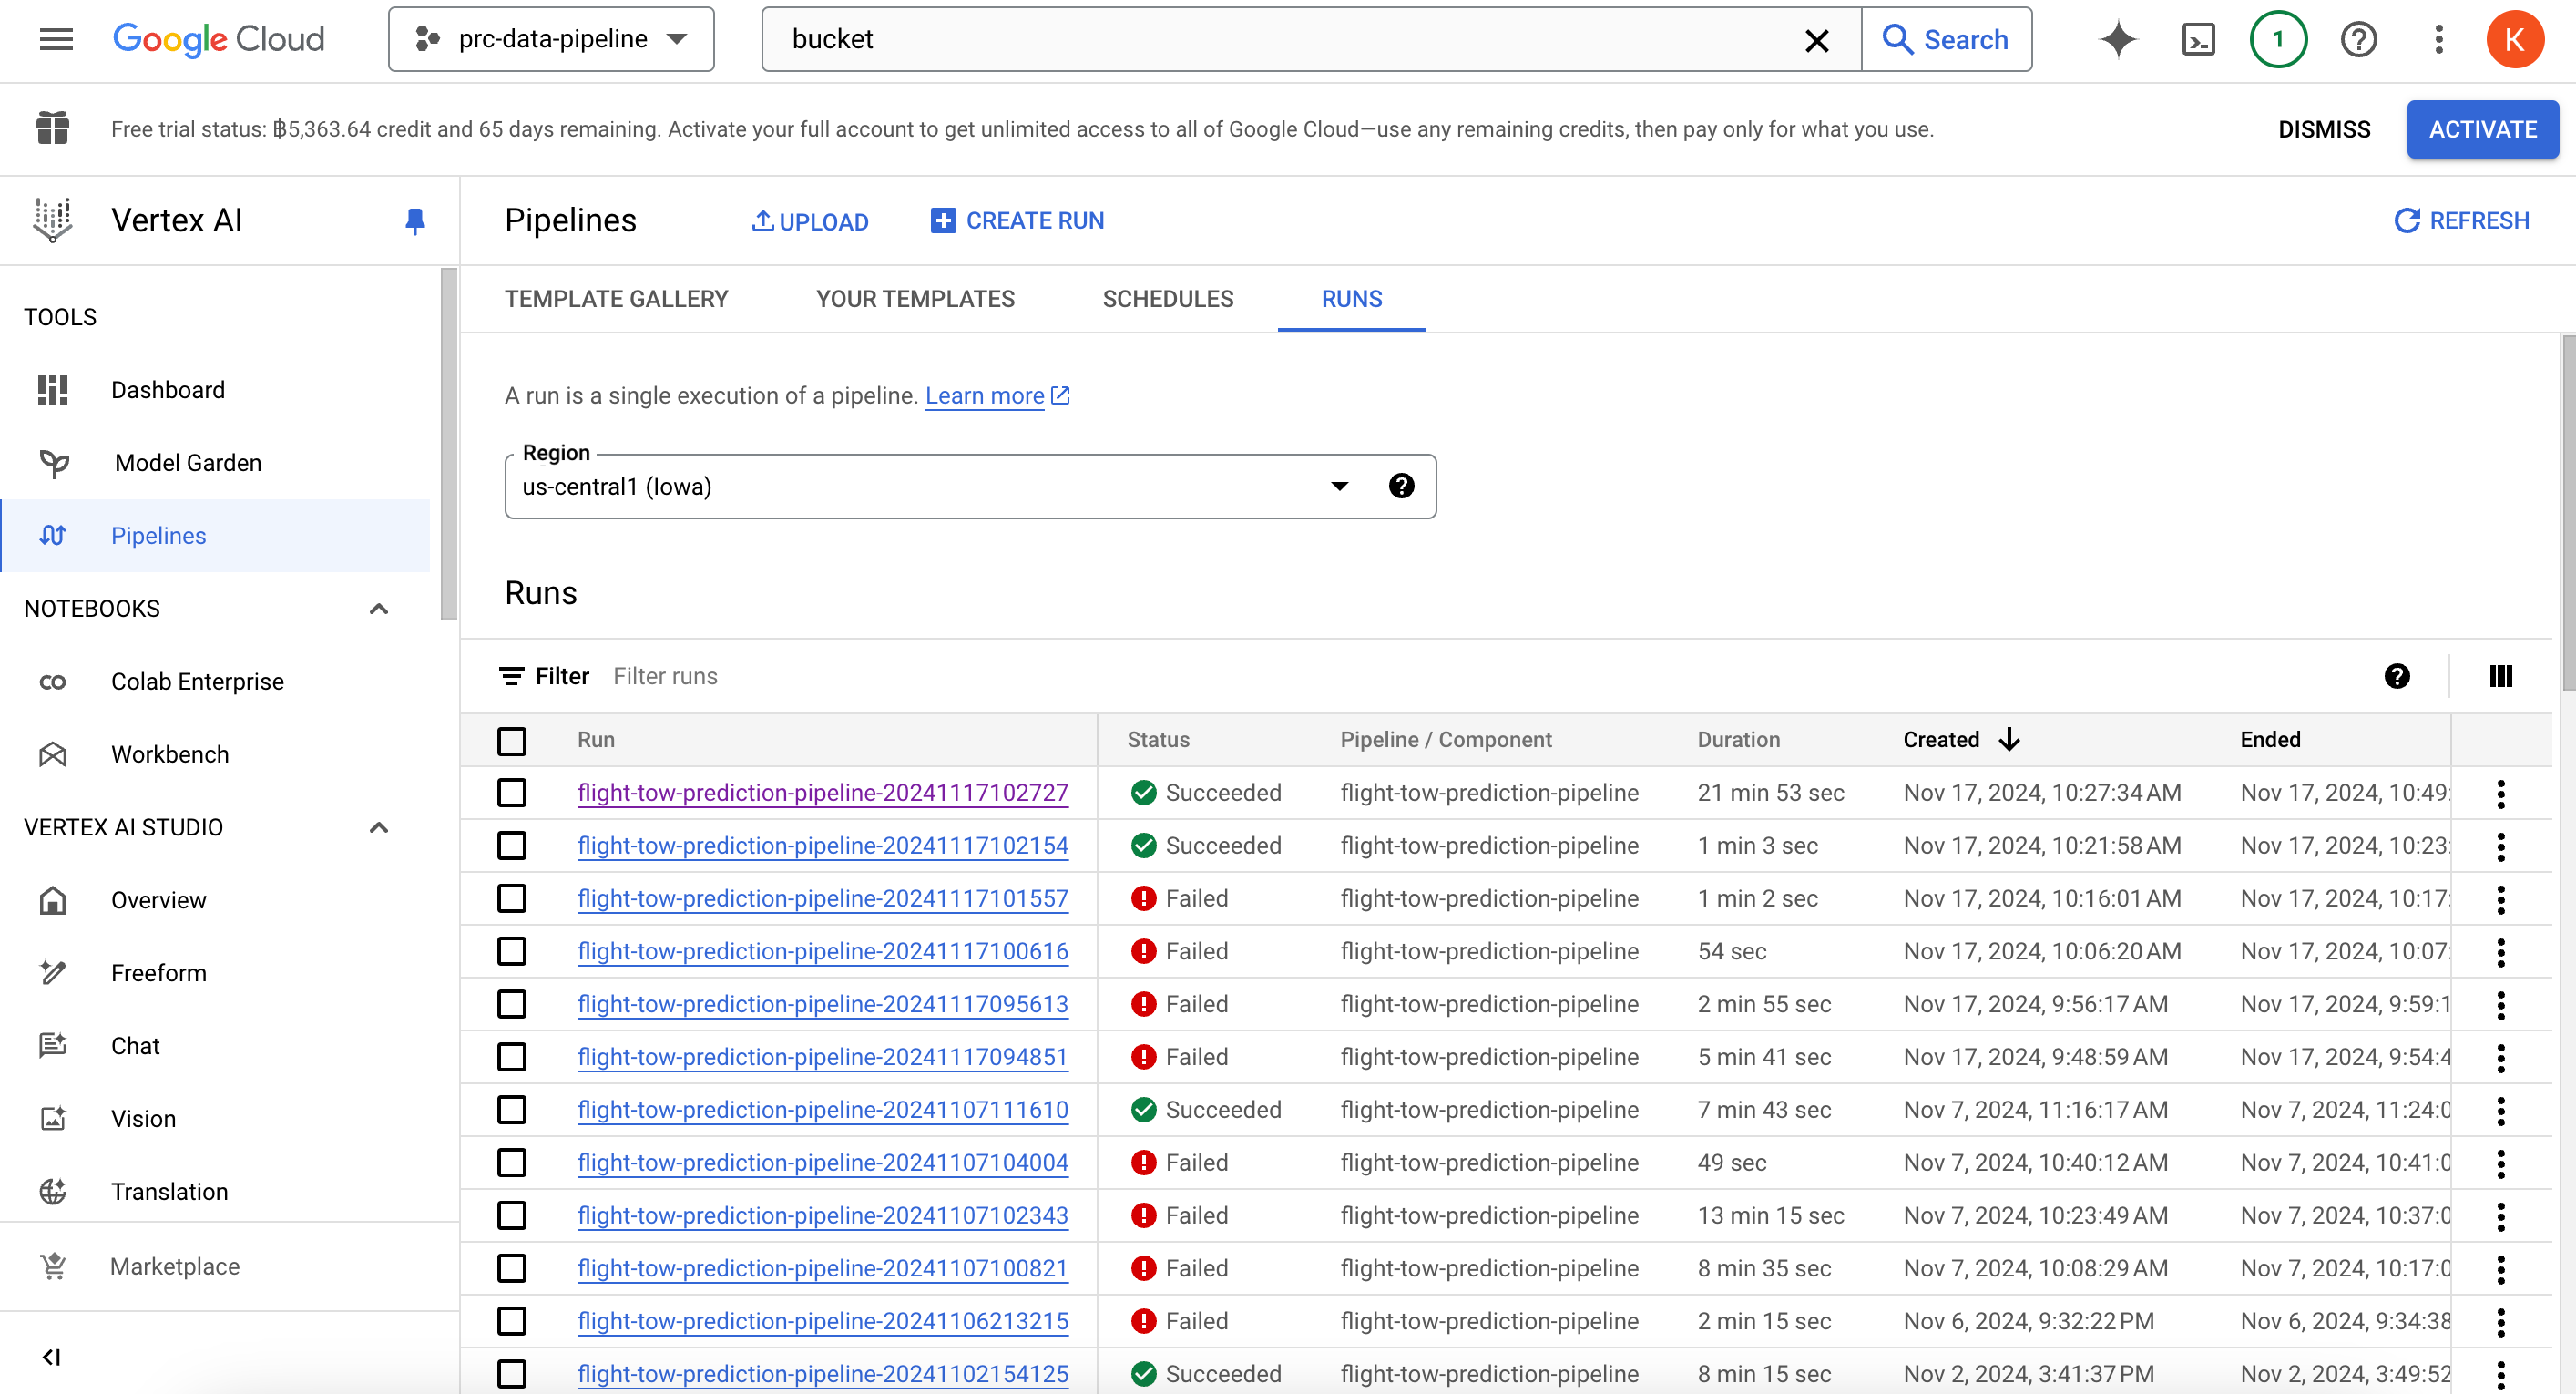 Google Cloud
prc-data-pipeline
bucket
Search
1
K
Free trial status: ฿5,363.64 credit and 65 days remaining. Activate your full account to get unlimited access to all of Google Cloud—use any remaining credits, then pay only for what you use.
DISMISS
ACTIVATE
Vertex AI
TOOLS
Dashboard
Model Garden
Pipelines
NOTEBOOKS
Colab Enterprise
Workbench
VERTEX AI STUDIO
Overview
Freeform
Chat
Vision
Translation
Marketplace
Pipelines
UPLOAD
CREATE RUN
REFRESH
TEMPLATE GALLERY YOUR TEMPLATES SCHEDULES RUNS
A run is a single execution of a pipeline. Learn more
Region
us-central1 (Iowa)
Runs
Filter Filter runs
Run Status Pipeline / Component Duration Created Ended
flight-tow-prediction-pipeline-20241117102727 Succeeded flight-tow-prediction-pipeline 21 min 53 sec Nov 17, 2024, 10:27:34 AM Nov 17, 2024, 10:49:
flight-tow-prediction-pipeline-20241117102154 Succeeded flight-tow-prediction-pipeline 1 min 3 sec Nov 17, 2024, 10:21:58 AM Nov 17, 2024, 10:23:
flight-tow-prediction-pipeline-20241117101557 Failed flight-tow-prediction-pipeline 1 min 2 sec Nov 17, 2024, 10:16:01 AM Nov 17, 2024, 10:17:
flight-tow-prediction-pipeline-20241117100616 Failed flight-tow-prediction-pipeline 54 sec Nov 17, 2024, 10:06:20 AM Nov 17, 2024, 10:07:
flight-tow-prediction-pipeline-20241117095613 Failed flight-tow-prediction-pipeline 2 min 55 sec Nov 17, 2024, 9:56:17 AM Nov 17, 2024, 9:59:1
flight-tow-prediction-pipeline-20241117094851 Failed flight-tow-prediction-pipeline 5 min 41 sec Nov 17, 2024, 9:48:59 AM Nov 17, 2024, 9:54:4
flight-tow-prediction-pipeline-20241107111610 Succeeded flight-tow-prediction-pipeline 7 min 43 sec Nov 7, 2024, 11:16:17 AM Nov 7, 2024, 11:24:0
flight-tow-prediction-pipeline-20241107104004 Failed flight-tow-prediction-pipeline 49 sec Nov 7, 2024, 10:40:12 AM Nov 7, 2024, 10:41:0
flight-tow-prediction-pipeline-20241107102343 Failed flight-tow-prediction-pipeline 13 min 15 sec Nov 7, 2024, 10:23:49 AM Nov 7, 2024, 10:37:0
flight-tow-prediction-pipeline-20241107100821 Failed flight-tow-prediction-pipeline 8 min 35 sec Nov 7, 2024, 10:08:29 AM Nov 7, 2024, 10:17:0
flight-tow-prediction-pipeline-20241106213215 Failed flight-tow-prediction-pipeline 2 min 15 sec Nov 6, 2024, 9:32:22 PM Nov 6, 2024, 9:34:38
flight-tow-prediction-pipeline-20241102154125 Succeeded flight-tow-prediction-pipeline 8 min 15 sec Nov 2, 2024, 3:41:37 PM Nov 2, 2024, 3:49:52